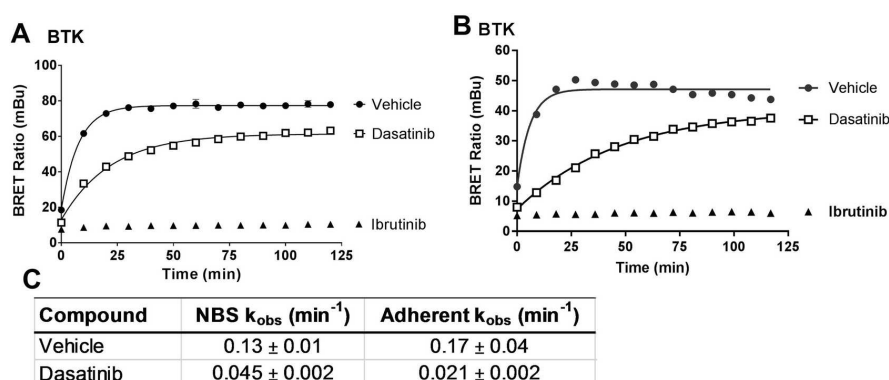 A BTK
BRET Ratio (mBu)
100
80
60
40
20
0
0 25 50 75 100 125
Time (min)
Vehicle
Dasatinib
Ibrutinib
B BTK
BRET Ratio (mBu)
60
50
40
30
20
10
0
0 25 50 75 100 125
Time (min)
Vehicle
Dasatinib
Ibrutinib
C
Compound NBS kobs (min-1) Adherent kobs (min-1)
Vehicle 0.13 ± 0.01 0.17 ± 0.04
Dasatinib 0.045 ± 0.002 0.021 ± 0.002